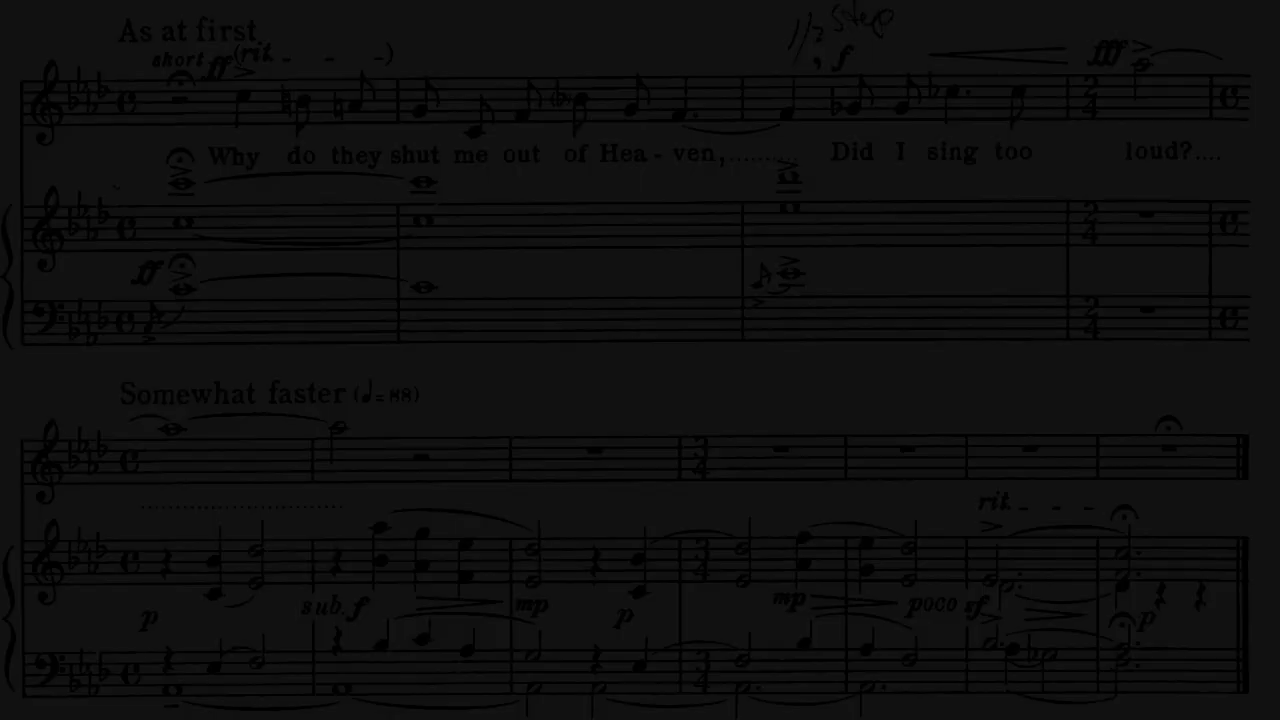 1/2 step
As at first
short ff (rit. - - -) , f fff
Why do they shut me out of Hea - ven,......... Did I sing too loud?....
ff
Somewhat faster (♩= 88)
rit. - - -
p sub. f mp p mp poco sf p